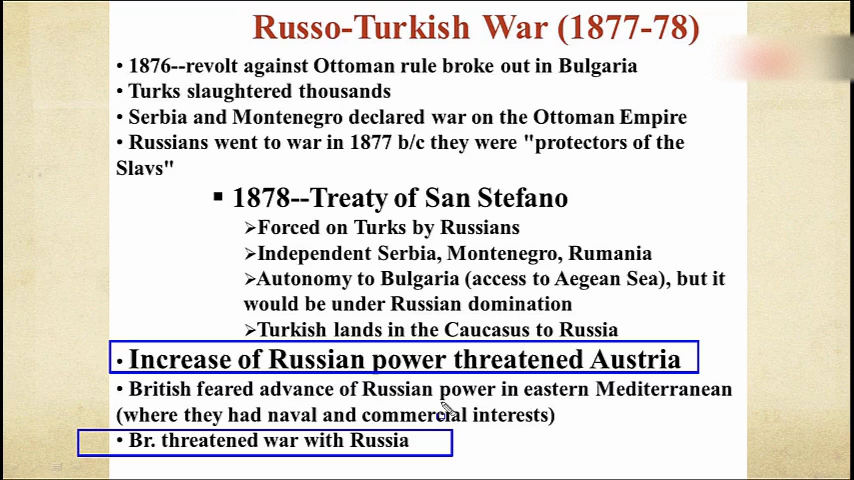 Russo-Turkish War (1877-78)
• 1876--revolt against Ottoman rule broke out in Bulgaria
• Turks slaughtered thousands
• Serbia and Montenegro declared war on the Ottoman Empire
• Russians went to war in 1877 b/c they were "protectors of the
Slavs"
▪ 1878--Treaty of San Stefano
➢Forced on Turks by Russians
➢Independent Serbia, Montenegro, Rumania
➢Autonomy to Bulgaria (access to Aegean Sea), but it
would be under Russian domination
➢Turkish lands in the Caucasus to Russia
• Increase of Russian power threatened Austria
• British feared advance of Russian power in eastern Mediterranean
(where they had naval and commercial interests)
• Br. threatened war with Russia